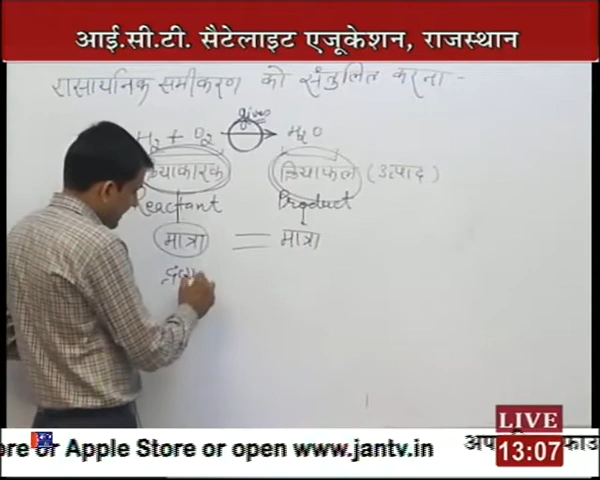 आई.सी.टी. सैटेलाइट एजूकेशन, राजस्थान
रासायनिक समीकरण को संतुलित करना -
gives
H2 + O2 → H2O
क्रियाकारक क्रियाफल (उत्पाद)
Reactant Product
मात्रा = मात्रा
LIVE
ore or Apple Store or open www.jantv.in
13:07